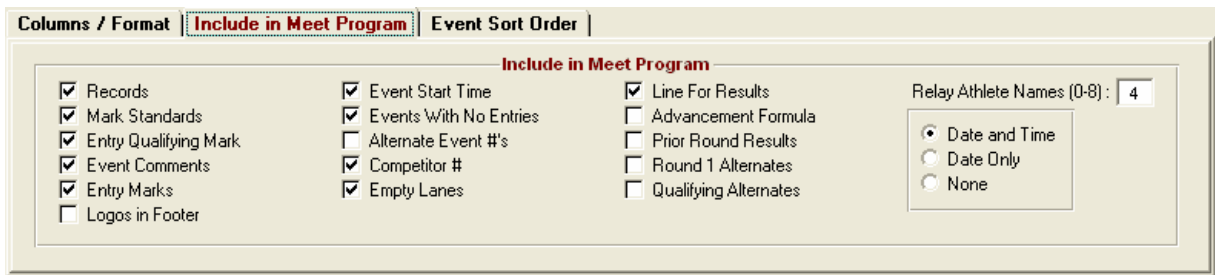 Columns / Format
Include in Meet Program
Event Sort Order
Include in Meet Program
Records
Mark Standards
Entry Qualifying Mark
Event Comments
Entry Marks
Logos in Footer
Event Start Time
Events With No Entries
Alternate Event #'s
Competitor #
Empty Lanes
Line For Results
Advancement Formula
Prior Round Results
Round 1 Alternates
Qualifying Alternates
Relay Athlete Names (0-8) : 4
Date and Time
Date Only
None